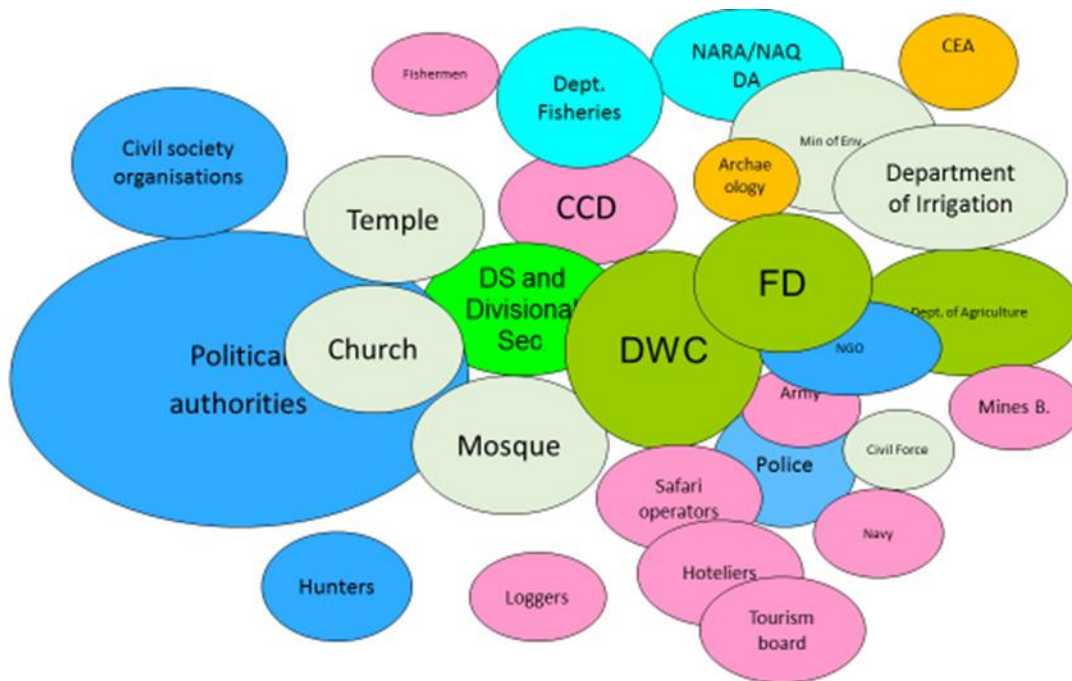 CEA
NARA/NAQ
DA
Fishermen
Dept.
Fisheries
Min of Env.
Civil society
organisations
Archae
ology
Department
of Irrigation
Temple
CCD
DS and
Divisional
Sec.
FD
Dept. of Agriculture
Church
DWC
NGO
Political
authorities
Army
Mines B.
Mosque
Civil Force
Police
Safari
operators
Navy
Hoteliers
Hunters
Loggers
Tourism
board